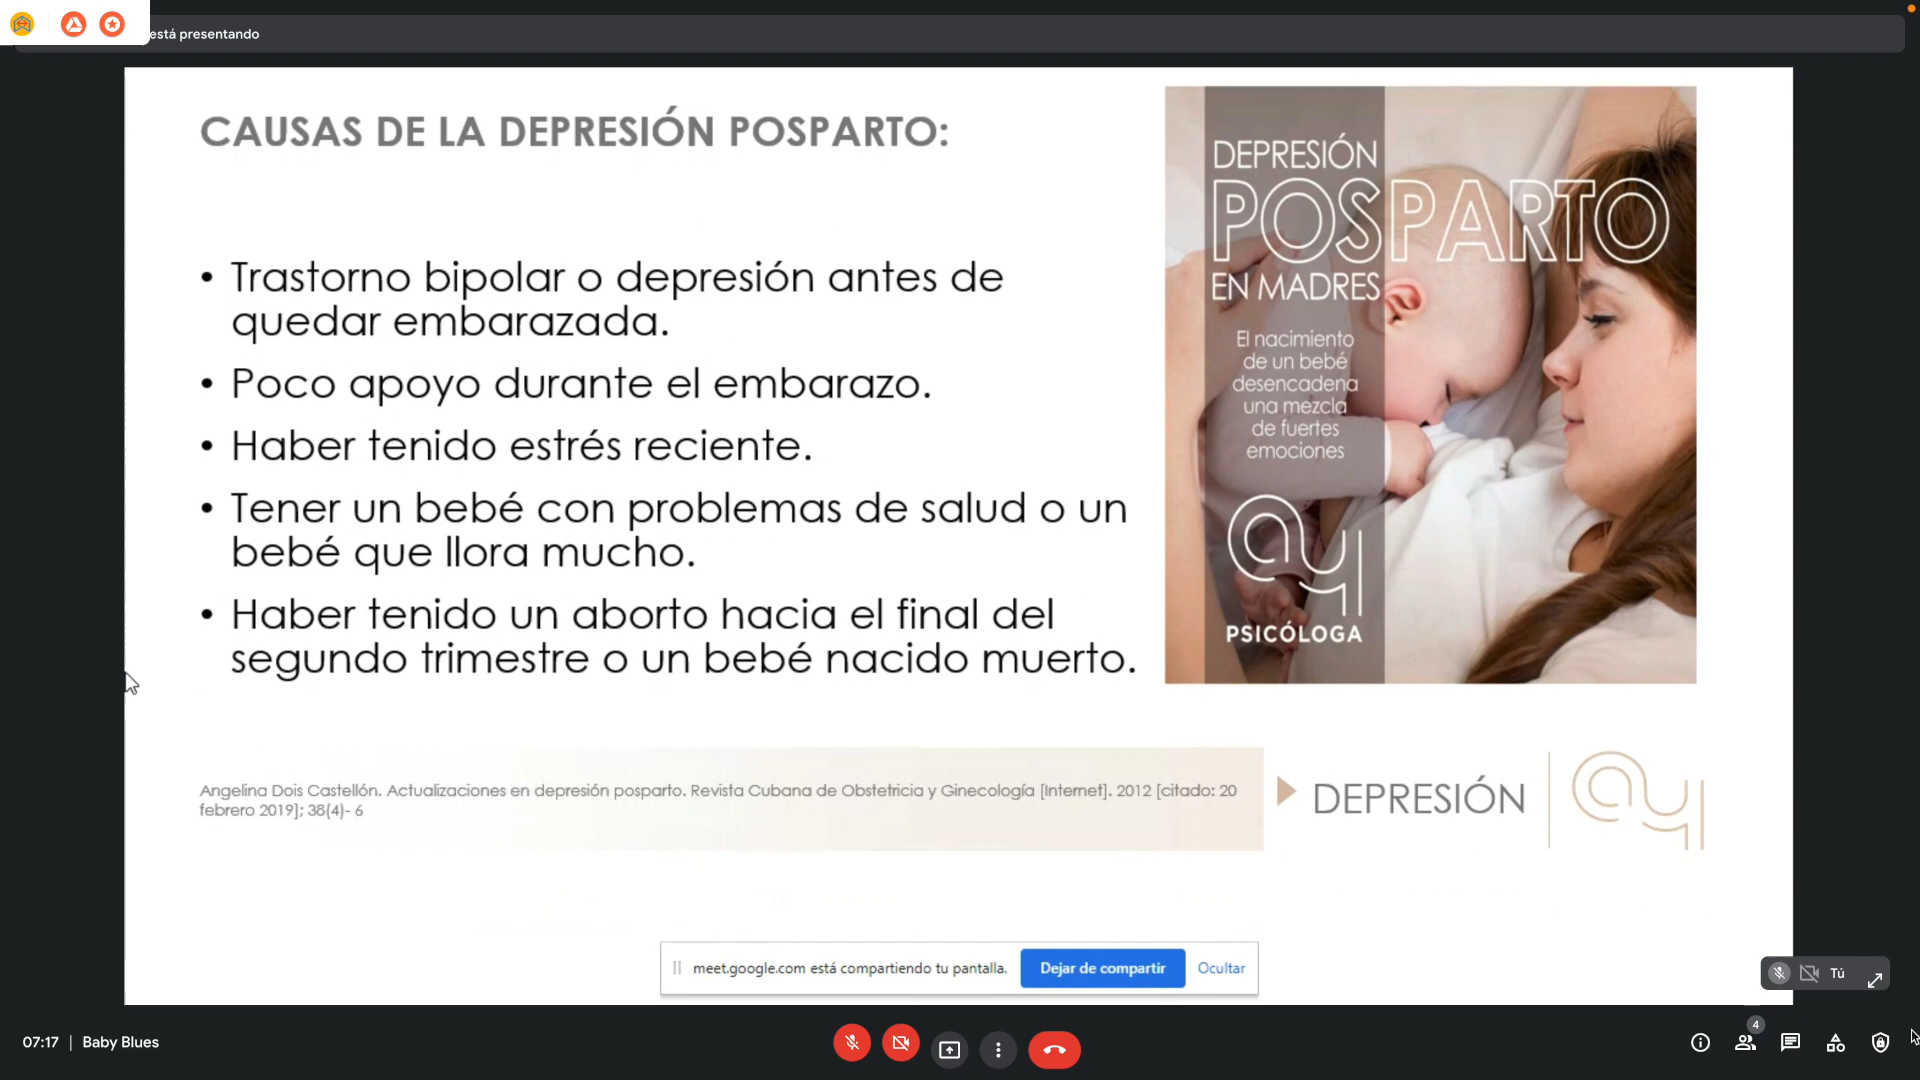 está presentando
CAUSAS DE LA DEPRESIÓN POSPARTO:
• Trastorno bipolar o depresión antes de
quedar embarazada.
• Poco apoyo durante el embarazo.
• Haber tenido estrés reciente.
• Tener un bebé con problemas de salud o un
bebé que llora mucho.
• Haber tenido un aborto hacia el final del
segundo trimestre o un bebé nacido muerto.
DEPRESIÓN
POSPARTO
EN MADRES
El nacimiento
de un bebé
desencadena
una mezcla
de fuertes
emociones
ay
PSICÓLOGA
Angelina Dois Castellón. Actualizaciones en depresión posparto. Revista Cubana de Obstetricia y Ginecología [Internet]. 2012 [citado: 20
febrero 2019]; 38(4)- 6
DEPRESIÓN
ay
meet.google.com está compartiendo tu pantalla.
Dejar de compartir
Ocultar
Tú
07:17 | Baby Blues
4